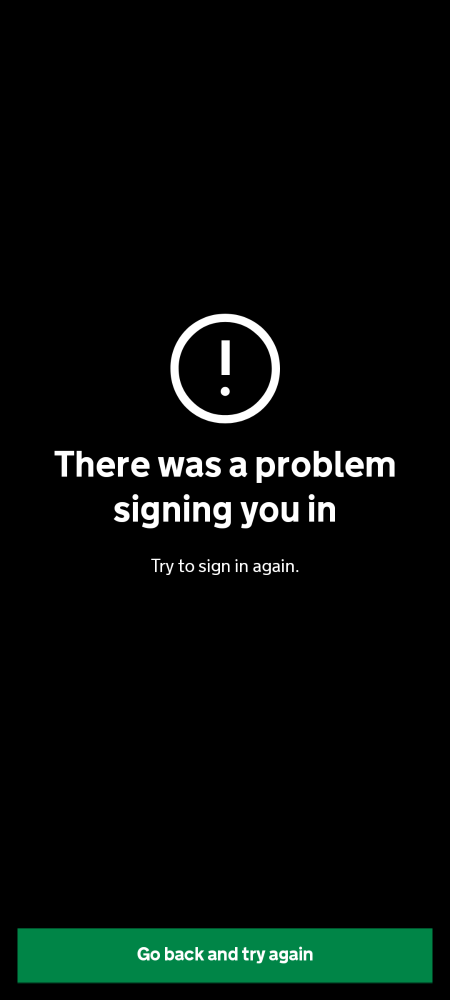 There was a problem
signing you in
Try to sign in again.
Go back and try again